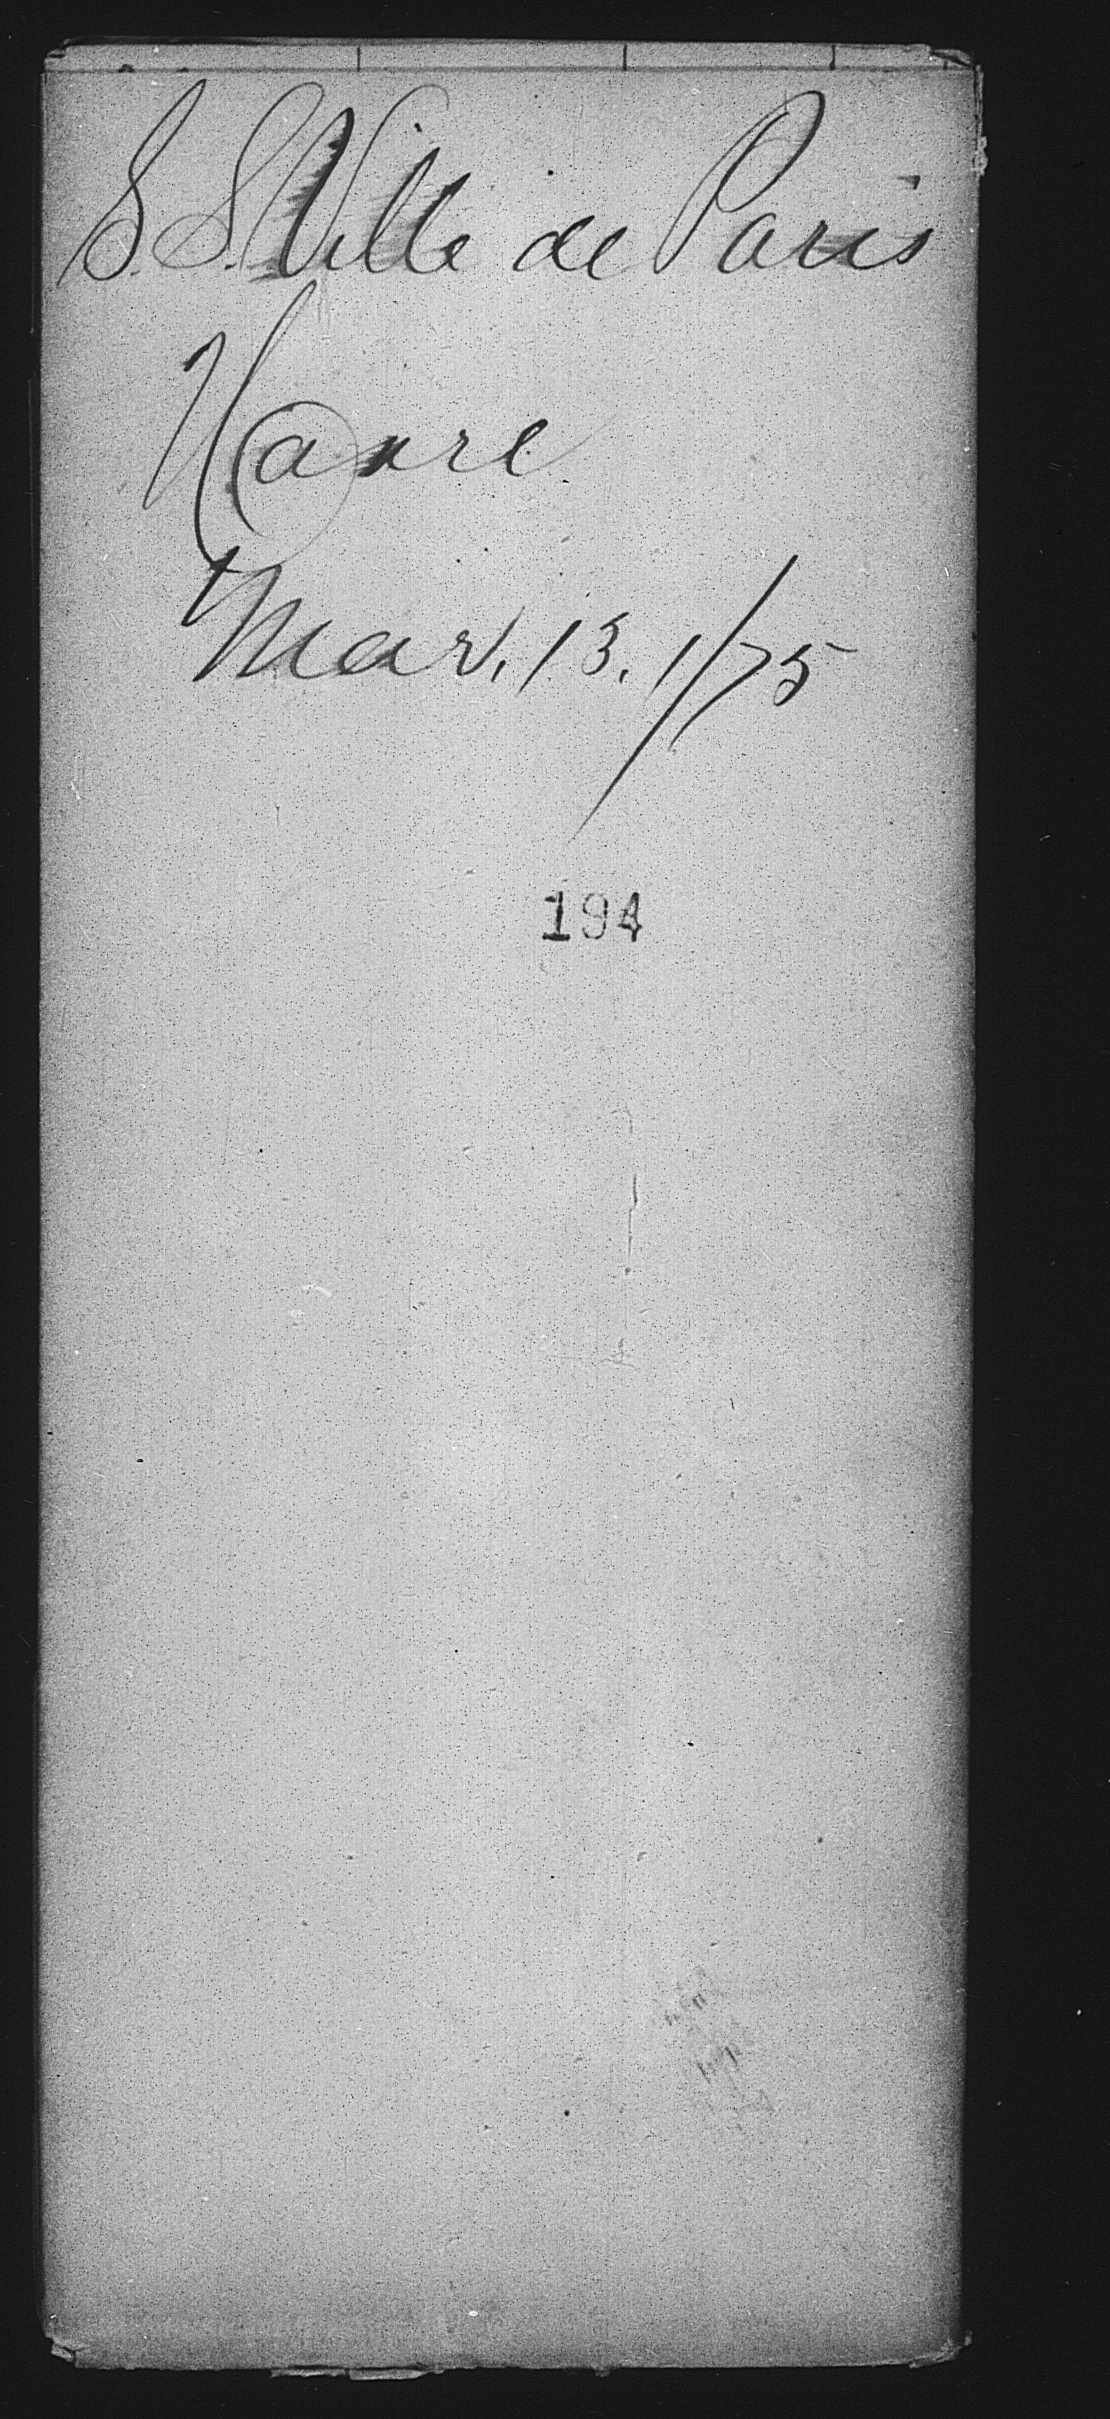 S.S. Ville de Paris
Havre
Mar. 13. 1/75
194